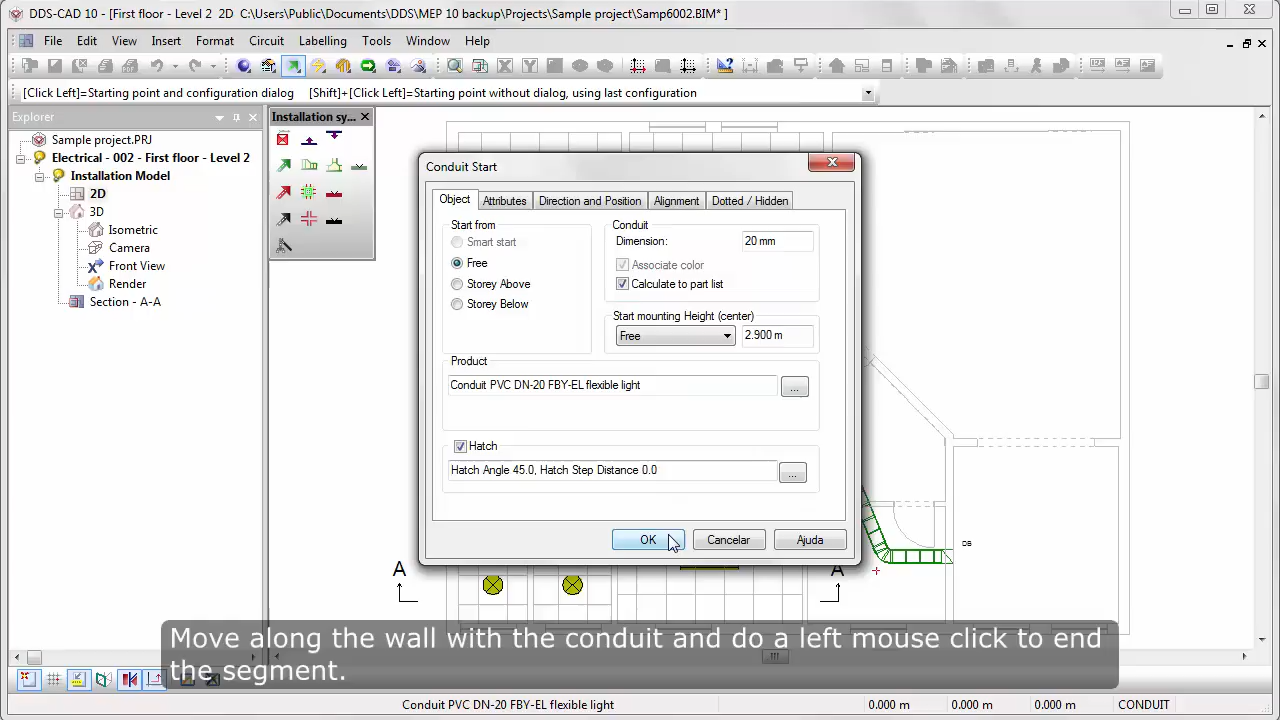 DDS-CAD 10 - [First floor - Level 2  2D  C:\Users\Public\Documents\DDS\MEP 10 backup\Projects\Sample project\Samp6002.BIM* ]
File Edit View Insert Format Circuit Labelling Tools Window Help
[Click Left]=Starting point and configuration dialog [Shift]+[Click Left]=Starting point without dialog, using last configuration
Explorer
Sample project.PRJ
Electrical - 002 - First floor - Level 2
Installation Model
2D
3D
Isometric
Camera
Front View
Render
Section - A-A
Installation sy...
Conduit Start
Object Attributes Direction and Position Alignment Dotted / Hidden
Start from
Smart start
Free
Storey Above
Storey Below
Conduit
Dimension: 20 mm
Associate color
Calculate to part list
Start mounting Height (center)
Free 2.900 m
Product
Conduit PVC DN-20 FBY-EL flexible light
...
Hatch
Hatch Angle 45.0, Hatch Step Distance 0.0
...
OK Cancelar Ajuda
A
A
Move along the wall with the conduit and do a left mouse click to end
the segment.
Conduit PVC DN-20 FBY-EL flexible light 0.000 m 0.000 m 0.000 m CONDUIT